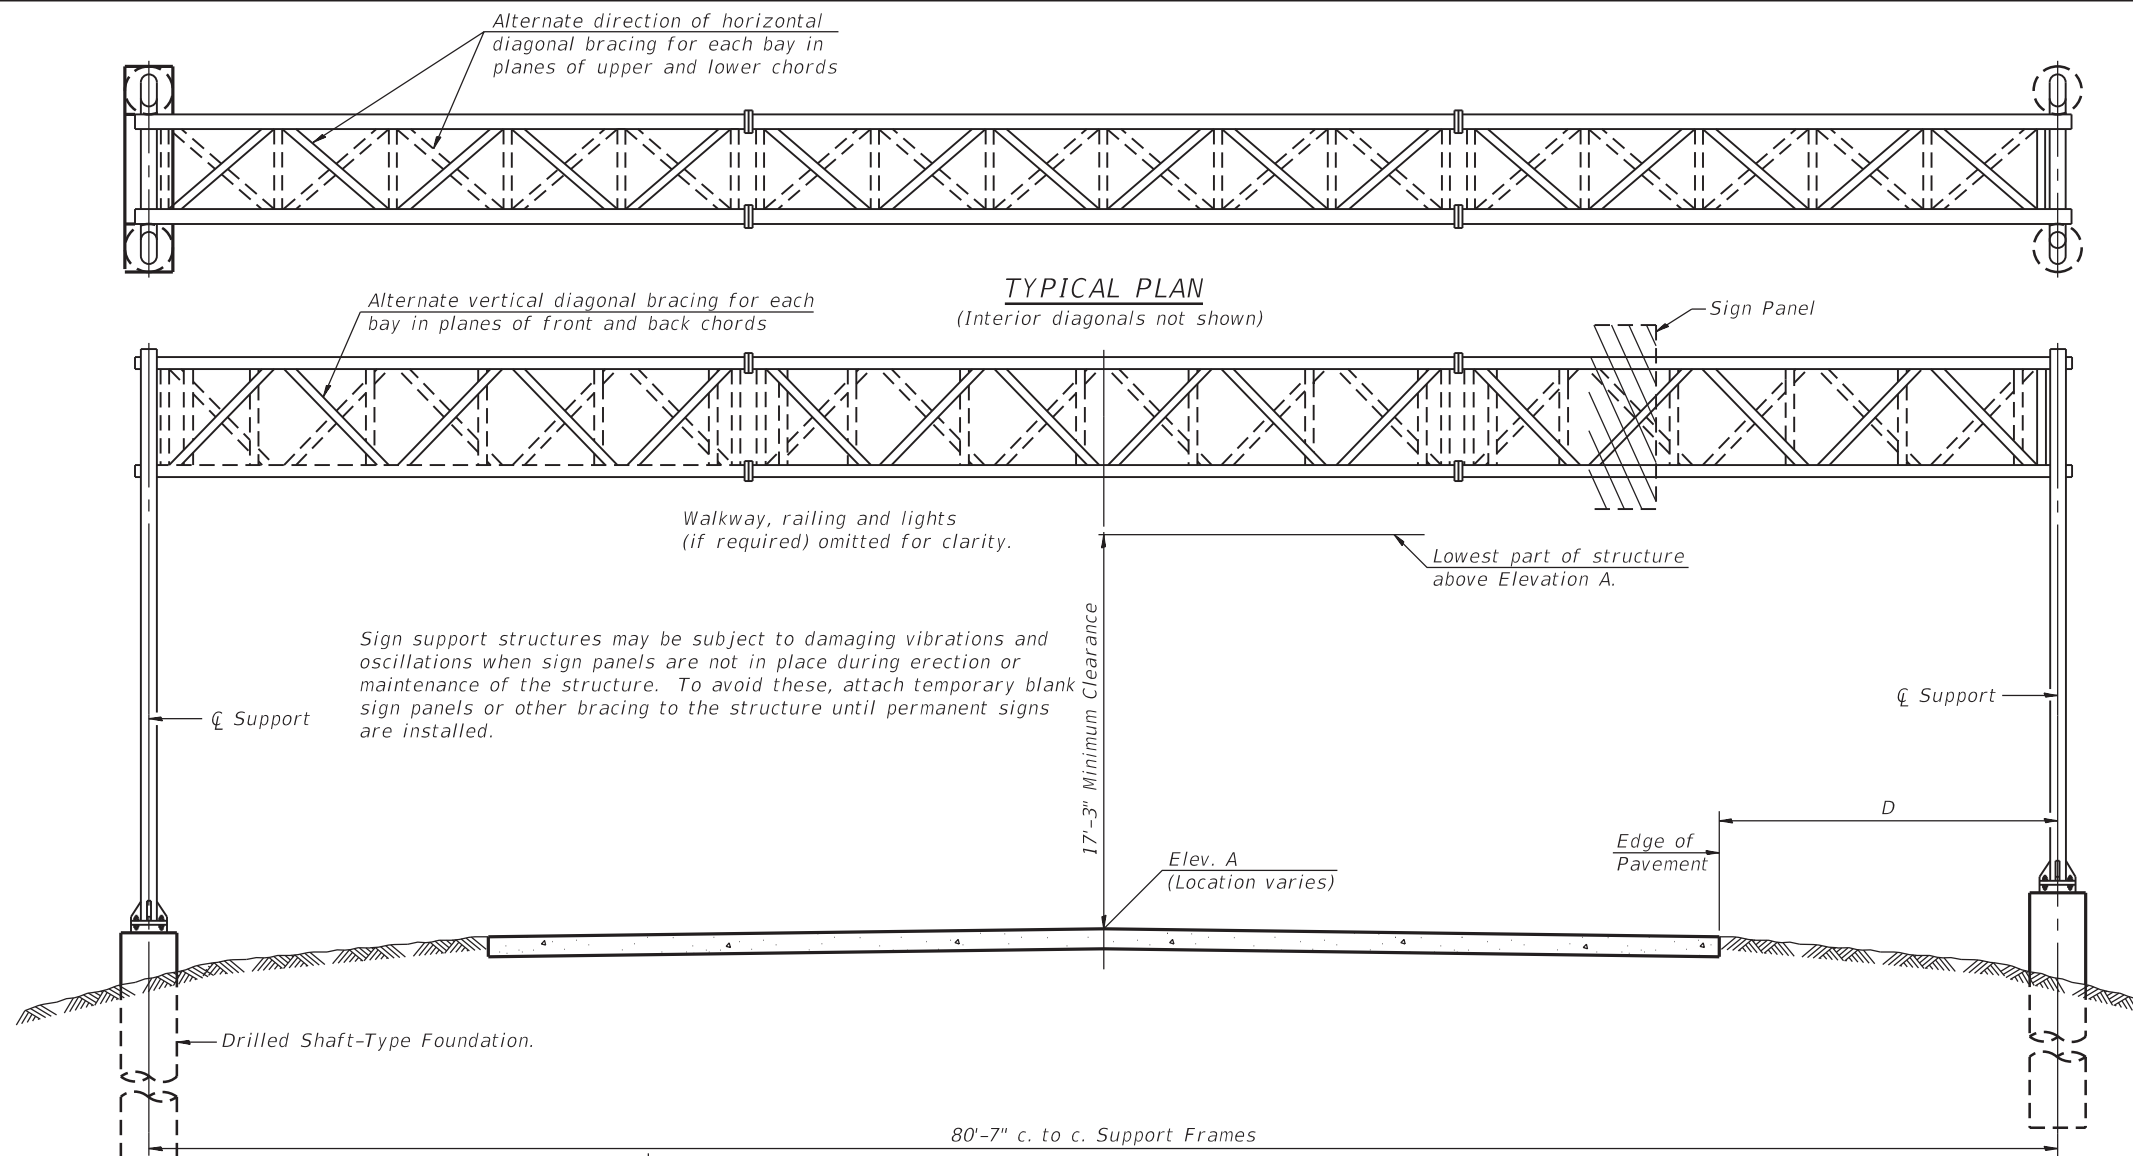 Alternate direction of horizontal
diagonal bracing for each bay in
planes of upper and lower chords
TYPICAL PLAN
(Interior diagonals not shown)
Alternate vertical diagonal bracing for each
bay in planes of front and back chords
Sign Panel
Walkway, railing and lights
(if required) omitted for clarity.
Lowest part of structure
above Elevation A.
Sign support structures may be subject to damaging vibrations and
oscillations when sign panels are not in place during erection or
maintenance of the structure. To avoid these, attach temporary blank
sign panels or other bracing to the structure until permanent signs
are installed.
17'-3" Minimum Clearance
℄ Support
℄ Support
D
Edge of
Pavement
Elev. A
(Location varies)
Drilled Shaft-Type Foundation.
80'-7" c. to c. Support Frames